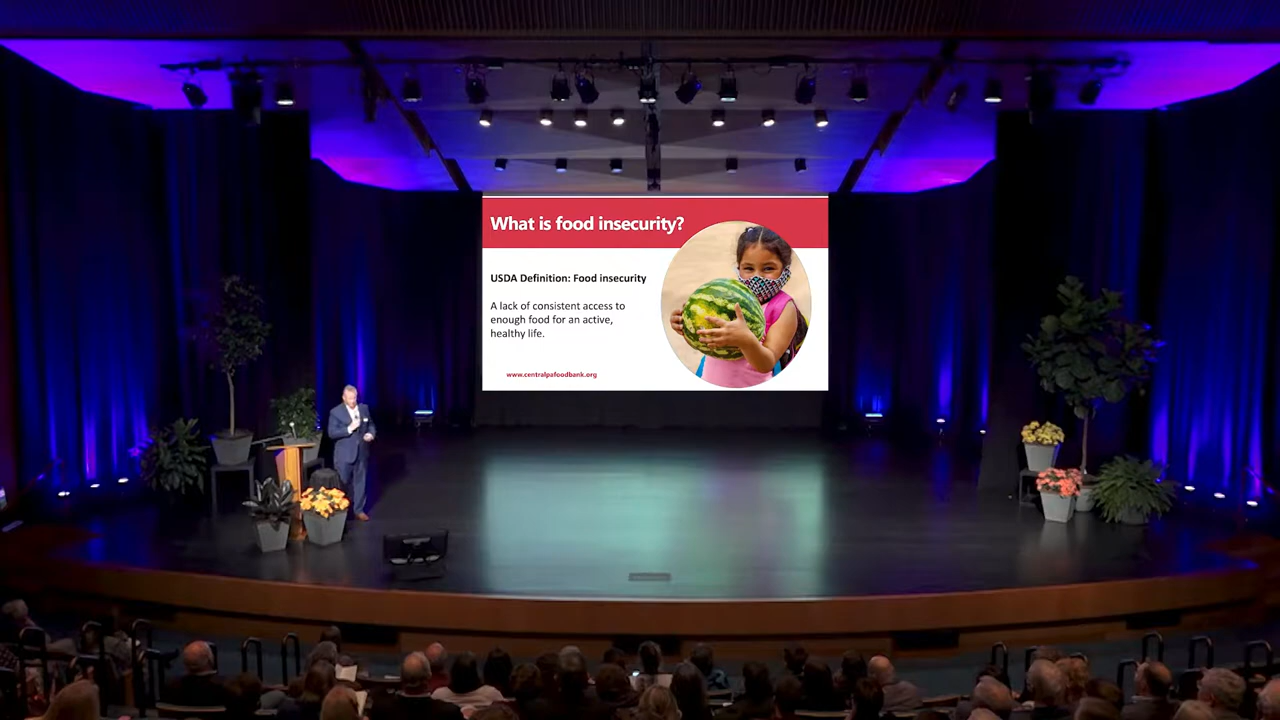 What is food insecurity?
USDA Definition: Food insecurity
A lack of consistent access to
enough food for an active,
healthy life.
www.centralpafoodbank.org